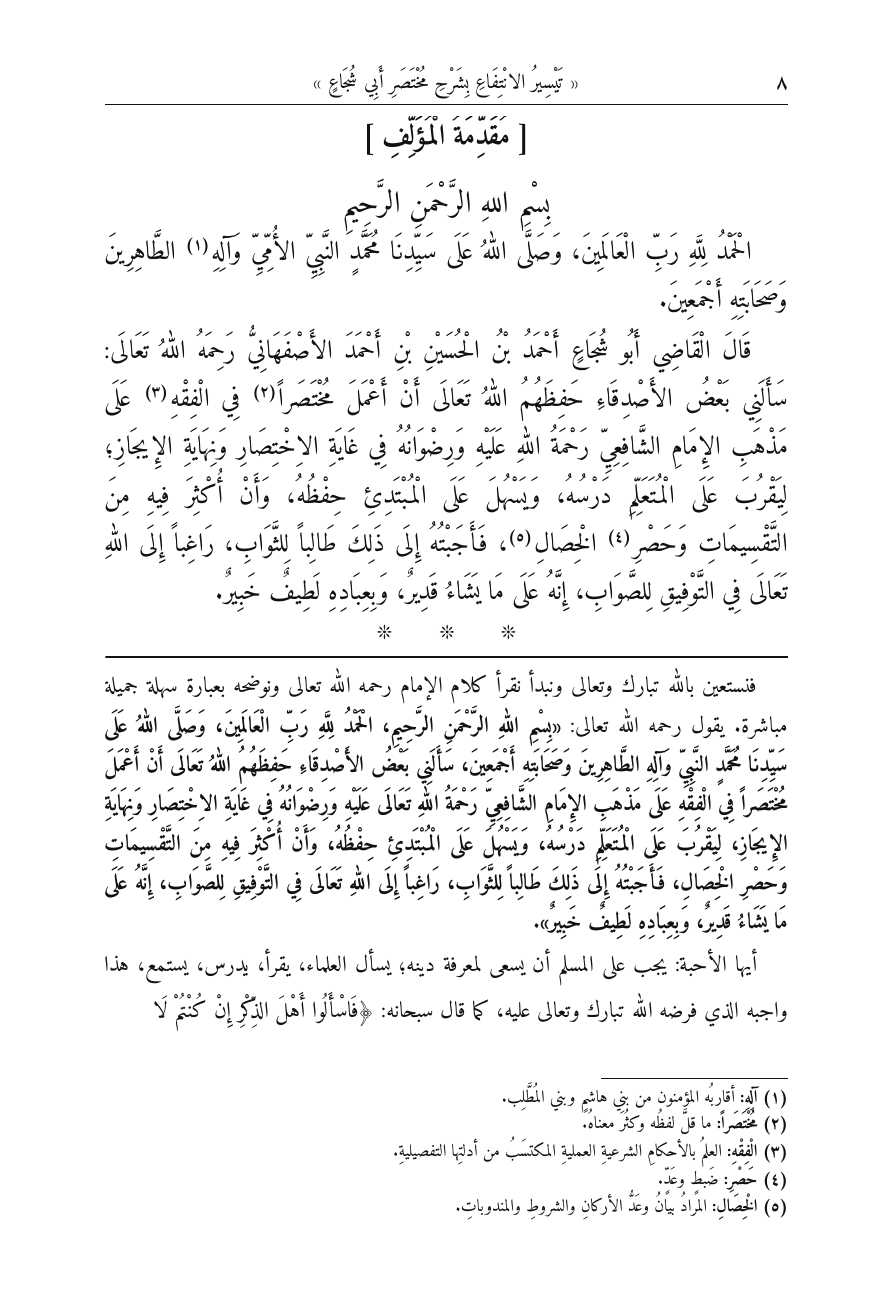 ٨
« تَيْسِيرُ الانْتِفَاعِ بِشَرْحِ مُخْتَصَرِ أَبِي شُجَاعٍ »
[ مُقَدِّمَةُ الْمُؤَلِّفِ ]
بِسْمِ اللهِ الرَّحْمَنِ الرَّحِيمِ
الْحَمْدُ لِلَّهِ رَبِّ الْعَالَمِينَ، وَصَلَّى اللهُ عَلَى سَيِّدِنَا مُحَمَّدٍ النَّبِيِّ الأُمِّيِّ وَآلِهِ(١) الطَّاهِرِينَ
وَصَحَابَتِهِ أَجْمَعِينَ.
قَالَ الْقَاضِي أَبُو شُجَاعٍ أَحْمَدُ بْنُ الْحُسَيْنِ بْنِ أَحْمَدَ الأَصْفَهَانِيُّ رَحِمَهُ اللهُ تَعَالَى:
سَأَلَنِي بَعْضُ الأَصْدِقَاءِ حَفِظَهُمُ اللهُ تَعَالَى أَنْ أَعْمَلَ مُخْتَصَراً(٢) فِي الْفِقْهِ(٣) عَلَى
مَذْهَبِ الإِمَامِ الشَّافِعِيِّ رَحْمَةُ اللهِ عَلَيْهِ وَرِضْوَانُهُ فِي غَايَةِ الاِخْتِصَارِ وَنِهَايَةِ الإِيجَازِ؛
لِيَقْرُبَ عَلَى الْمُتَعَلِّمِ دَرْسُهُ، وَيَسْهُلَ عَلَى الْمُبْتَدِئِ حِفْظُهُ، وَأَنْ أُكْثِرَ فِيهِ مِنَ
التَّقْسِيمَاتِ وَحَصْرِ(٤) الْخِصَالِ(٥)، فَأَجَبْتُهُ إِلَى ذَلِكَ طَالِباً لِلثَّوَابِ، رَاغِباً إِلَى اللهِ
تَعَالَى فِي التَّوْفِيقِ لِلصَّوَابِ، إِنَّهُ عَلَى مَا يَشَاءُ قَدِيرٌ، وَبِعِبَادِهِ لَطِيفٌ خَبِيرٌ.
❊ ❊ ❊
فنستعين بالله تبارك وتعالى ونبدأ نقرأ كلام الإمام رحمه الله تعالى ونوضحه بعبارة سهلة جميلة
مباشرة. يقول رحمه الله تعالى: «بِسْمِ اللهِ الرَّحْمَنِ الرَّحِيمِ، الْحَمْدُ لِلَّهِ رَبِّ الْعَالَمِينَ، وَصَلَّى اللهُ عَلَى
سَيِّدِنَا مُحَمَّدٍ النَّبِيِّ وَآلِهِ الطَّاهِرِينَ وَصَحَابَتِهِ أَجْمَعِينَ، سَأَلَنِي بَعْضُ الأَصْدِقَاءِ حَفِظَهُمُ اللهُ تَعَالَى أَنْ أَعْمَلَ
مُخْتَصَراً فِي الْفِقْهِ عَلَى مَذْهَبِ الإِمَامِ الشَّافِعِيِّ رَحْمَةُ اللهِ تَعَالَى عَلَيْهِ وَرِضْوَانُهُ فِي غَايَةِ الاِخْتِصَارِ وَنِهَايَةِ
الإِيجَازِ، لِيَقْرُبَ عَلَى الْمُتَعَلِّمِ دَرْسُهُ، وَيَسْهُلَ عَلَى الْمُبْتَدِئِ حِفْظُهُ، وَأَنْ أُكْثِرَ فِيهِ مِنَ التَّقْسِيمَاتِ
وَحَصْرِ الْخِصَالِ، فَأَجَبْتُهُ إِلَى ذَلِكَ طَالِباً لِلثَّوَابِ، رَاغِباً إِلَى اللهِ تَعَالَى فِي التَّوْفِيقِ لِلصَّوَابِ، إِنَّهُ عَلَى
مَا يَشَاءُ قَدِيرٌ، وَبِعِبَادِهِ لَطِيفٌ خَبِيرٌ».
أيها الأحبة: يجب على المسلم أن يسعى لمعرفة دينه؛ يسأل العلماء، يقرأ، يدرس، يستمع، هذا
واجبه الذي فرضه الله تبارك وتعالى عليه، كما قال سبحانه: ﴿فَاسْأَلُوا أَهْلَ الذِّكْرِ إِنْ كُنْتُمْ لَا
(١) آلِهِ: أقاربُه المؤمنون من بني هاشمٍ وبني المُطَّلِب.
(٢) مُخْتَصَراً: ما قلَّ لفظُه وكثُرَ معناهُ.
(٣) الْفِقْهِ: العلمُ بالأحكامِ الشرعيةِ العمليةِ المكتسَبُ من أدلتِها التفصيليةِ.
(٤) حَصْرِ: ضَبطٍ وعَدٍّ.
(٥) الْخِصَالِ: المرادُ بيانُ وعَدُّ الأركانِ والشروطِ والمندوباتِ.